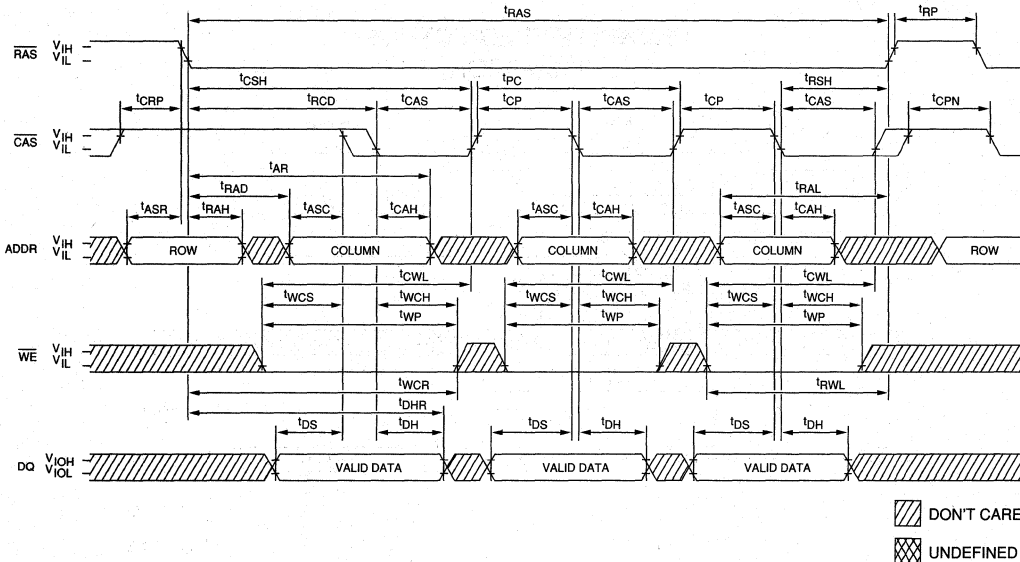 tRAS tRP
RAS VIH
VIL
tCSH tPC tRSH
tCRP tRCD tCAS tCP tCAS tCP tCAS tCPN
CAS VIH
VIL
tAR
tRAD tRAL
tASR tRAH tASC tCAH tASC tCAH tASC tCAH
ADDR VIH
VIL
ROW COLUMN COLUMN COLUMN ROW
tCWL tCWL tCWL
tWCS tWCH tWCS tWCH tWCS tWCH
tWP tWP tWP
WE VIH
VIL
tWCR tRWL
tDHR
tDS tDH tDS tDH tDS tDH
DQ VIOH
VIOL
VALID DATA VALID DATA VALID DATA
DON'T CARE
UNDEFINED